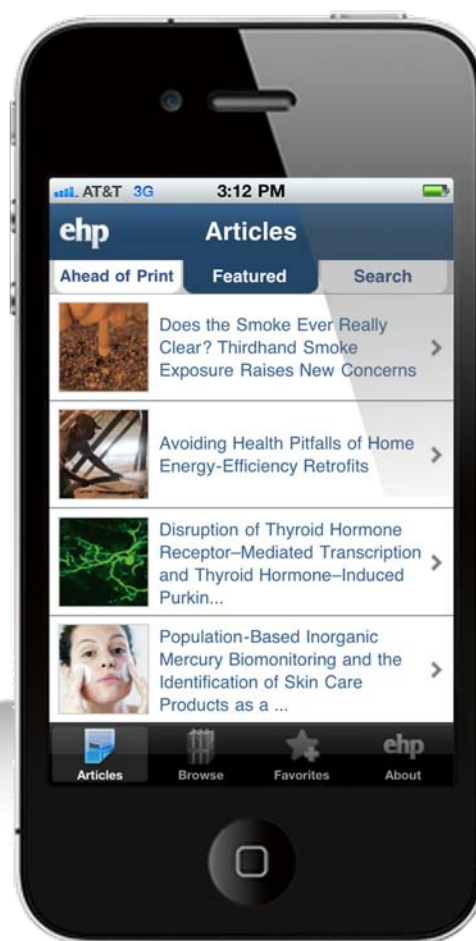 AT&T 3G 3:12 PM
ehp Articles
Ahead of Print Featured Search
Does the Smoke Ever Really
Clear? Thirdhand Smoke
Exposure Raises New Concerns
Avoiding Health Pitfalls of Home
Energy-Efficiency Retrofits
Disruption of Thyroid Hormone
Receptor–Mediated Transcription
and Thyroid Hormone–Induced
Purkin...
Population-Based Inorganic
Mercury Biomonitoring and the
Identification of Skin Care
Products as a ...
ehp
Articles Browse Favorites About